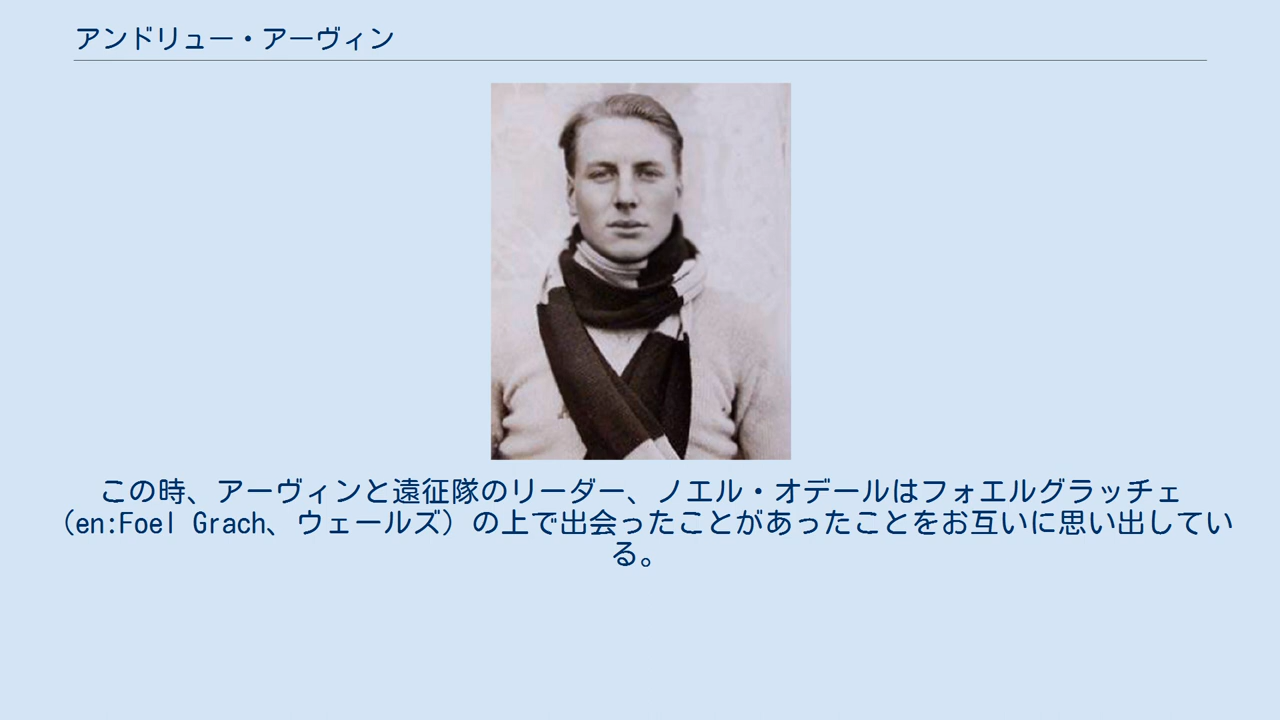 アンドリュー・アーヴィン
この時、アーヴィンと遠征隊のリーダー、ノエル・オデールはフォエルグラッチェ
（en:Foel Grach、ウェールズ）の上で出会ったことがあったことをお互いに思い出してい
る。